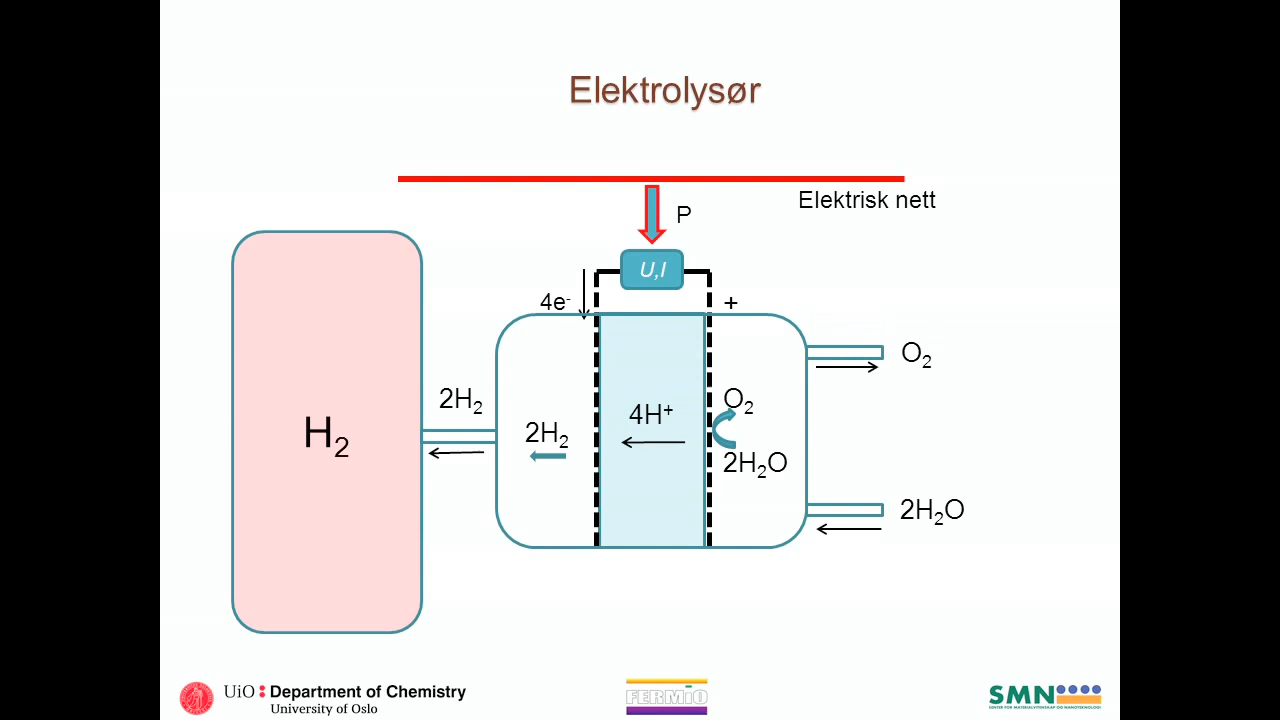 Elektrolysør
Elektrisk nett
P
U,I
4e-
+
O2
2H2
4H+
O2
H2
2H2
2H2O
2H2O
UiO Department of Chemistry
University of Oslo
FERMiO
SMN
SENTER FOR MATERIALVITENSKAP OG NANOTEKNOLOGI